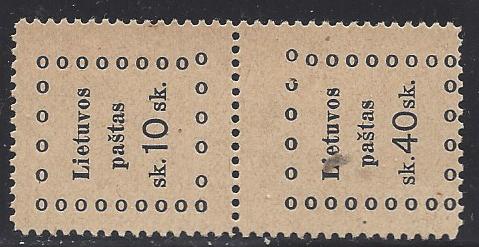 Lietuvos
paštas
sk. 10 sk.
Lietuvos
paštas
sk. 40 sk.